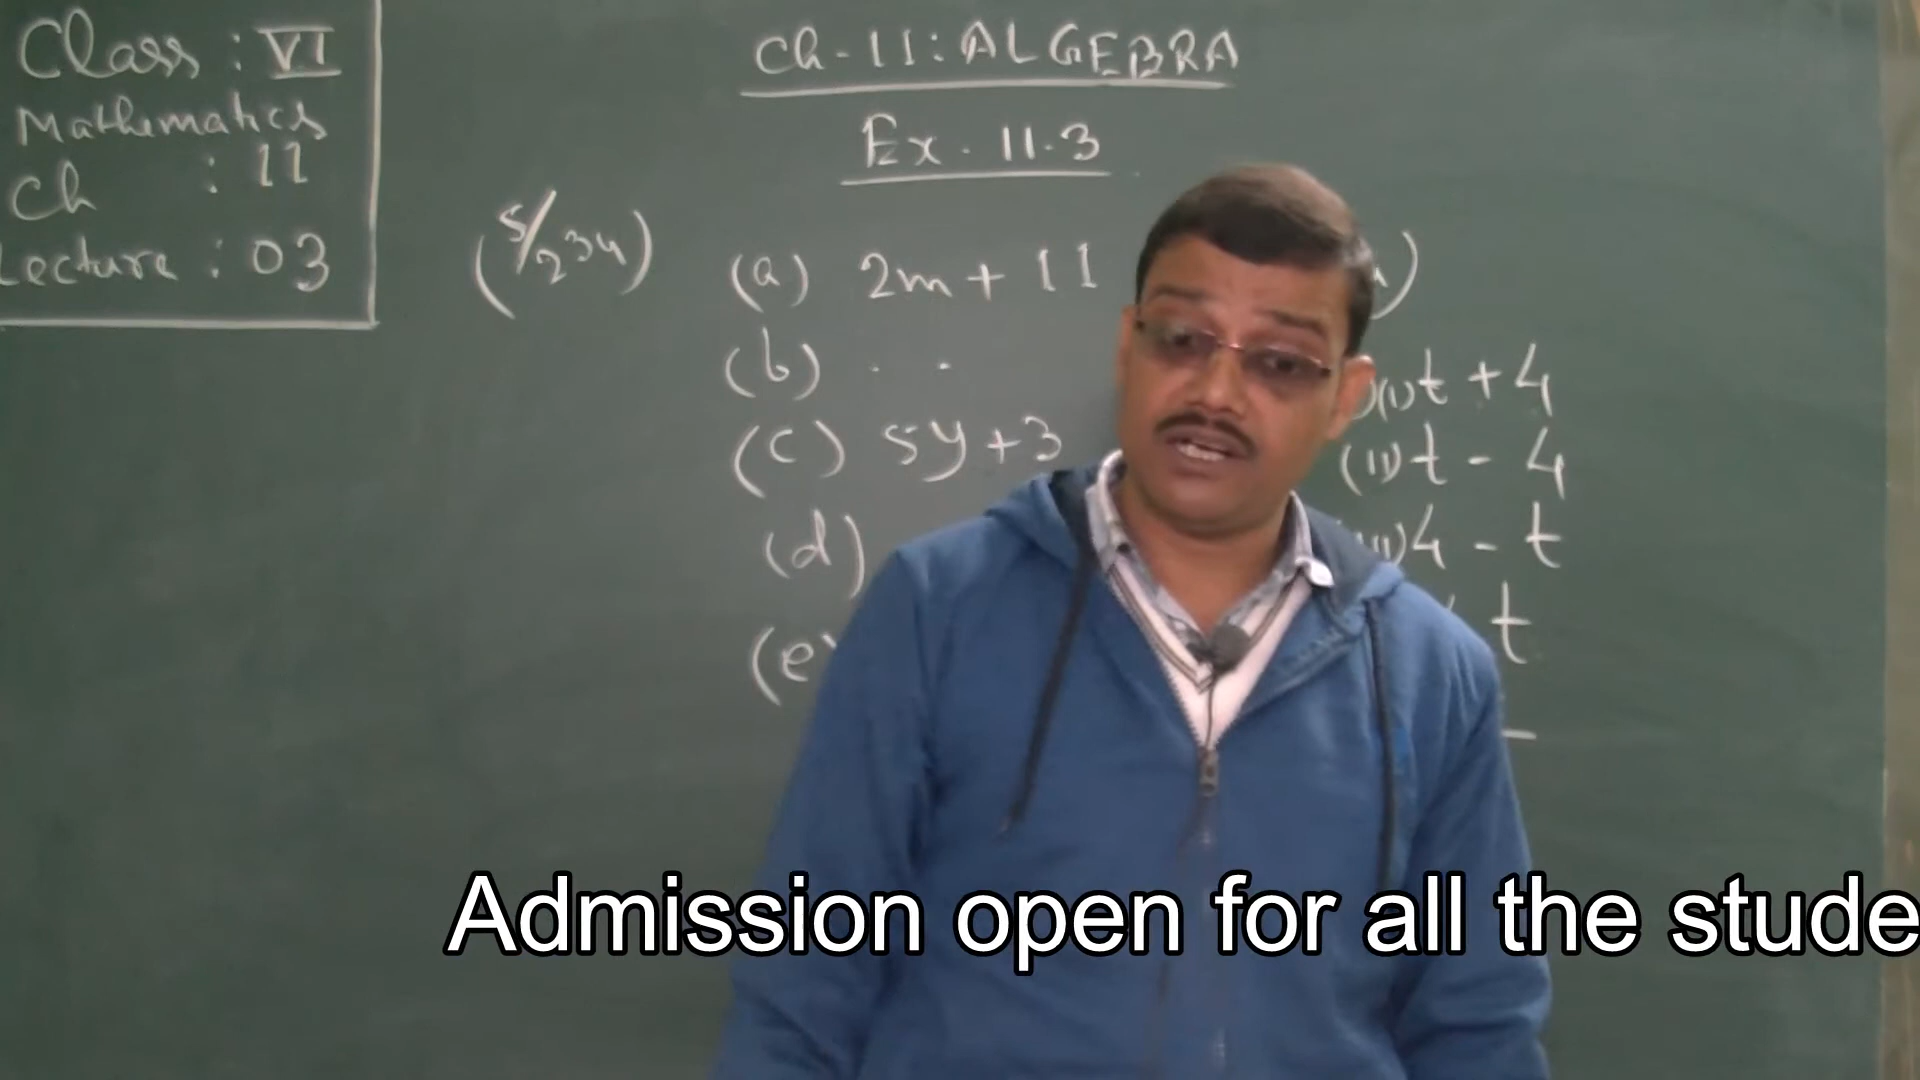 Class : VI
Mathematics
Ch : 11
Lecture : 03
Ch-11: ALGEBRA
Ex. 11.3
(5/234)
(a) 2m + 11
(b) . .
(c) 5y + 3
(d)
(e)
)
(i) t + 4
(ii) t - 4
4 - t
t
Admission open for all the stude